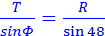 T/sinΦ = R/sin 48